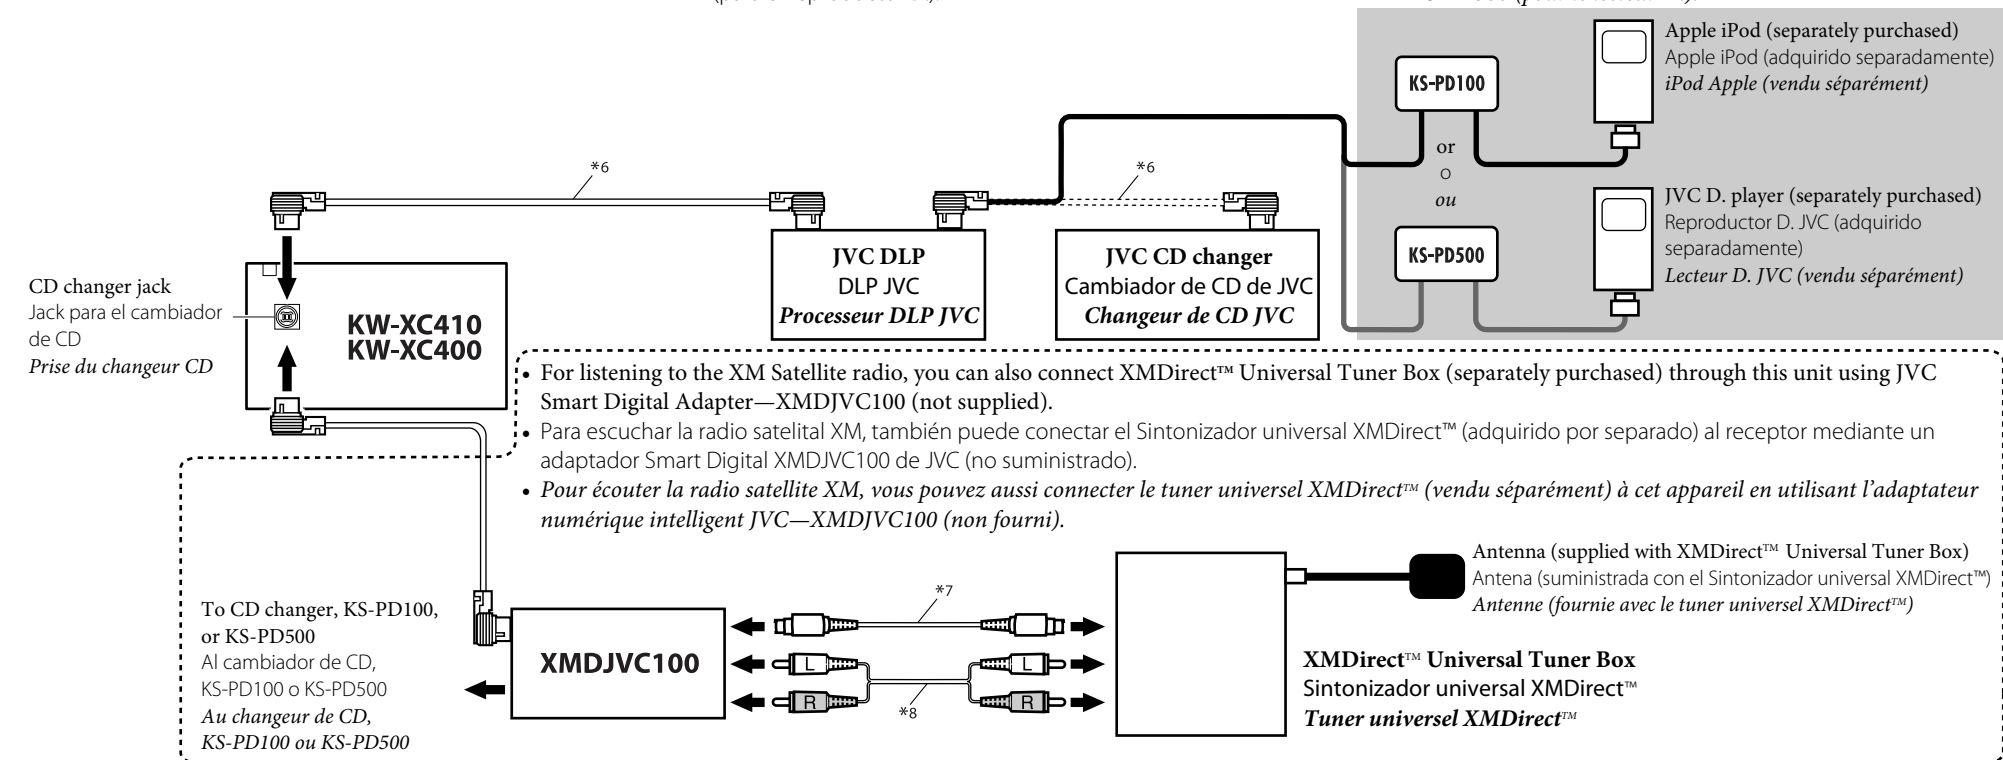 Apple iPod (separately purchased)
Apple iPod (adquirido separadamente)
iPod Apple (vendu séparément)
KS-PD100
or
o
ou
*6
*6
JVC D. player (separately purchased)
Reproductor D. JVC (adquirido
separadamente)
Lecteur D. JVC (vendu séparément)
KS-PD500
JVC DLP
DLP JVC
Processeur DLP JVC
JVC CD changer
Cambiador de CD de JVC
Changeur de CD JVC
CD changer jack
Jack para el cambiador
de CD
Prise du changeur CD
KW-XC410
KW-XC400
• For listening to the XM Satellite radio, you can also connect XMDirect™ Universal Tuner Box (separately purchased) through this unit using JVC
Smart Digital Adapter—XMDJVC100 (not supplied).
• Para escuchar la radio satelital XM, también puede conectar el Sintonizador universal XMDirect™ (adquirido por separado) al receptor mediante un
adaptador Smart Digital XMDJVC100 de JVC (no suministrado).
• Pour écouter la radio satellite XM, vous pouvez aussi connecter le tuner universel XMDirect™ (vendu séparément) à cet appareil en utilisant l'adaptateur
numérique intelligent JVC—XMDJVC100 (non fourni).
Antenna (supplied with XMDirect™ Universal Tuner Box)
Antena (suministrada con el Sintonizador universal XMDirect™)
Antenne (fournie avec le tuner universel XMDirect™)
To CD changer, KS-PD100,
or KS-PD500
Al cambiador de CD,
KS-PD100 o KS-PD500
Au changeur de CD,
KS-PD100 ou KS-PD500
XMDJVC100
*7
L
L
R
R
*8
XMDirect™ Universal Tuner Box
Sintonizador universal XMDirect™
Tuner universel XMDirect™